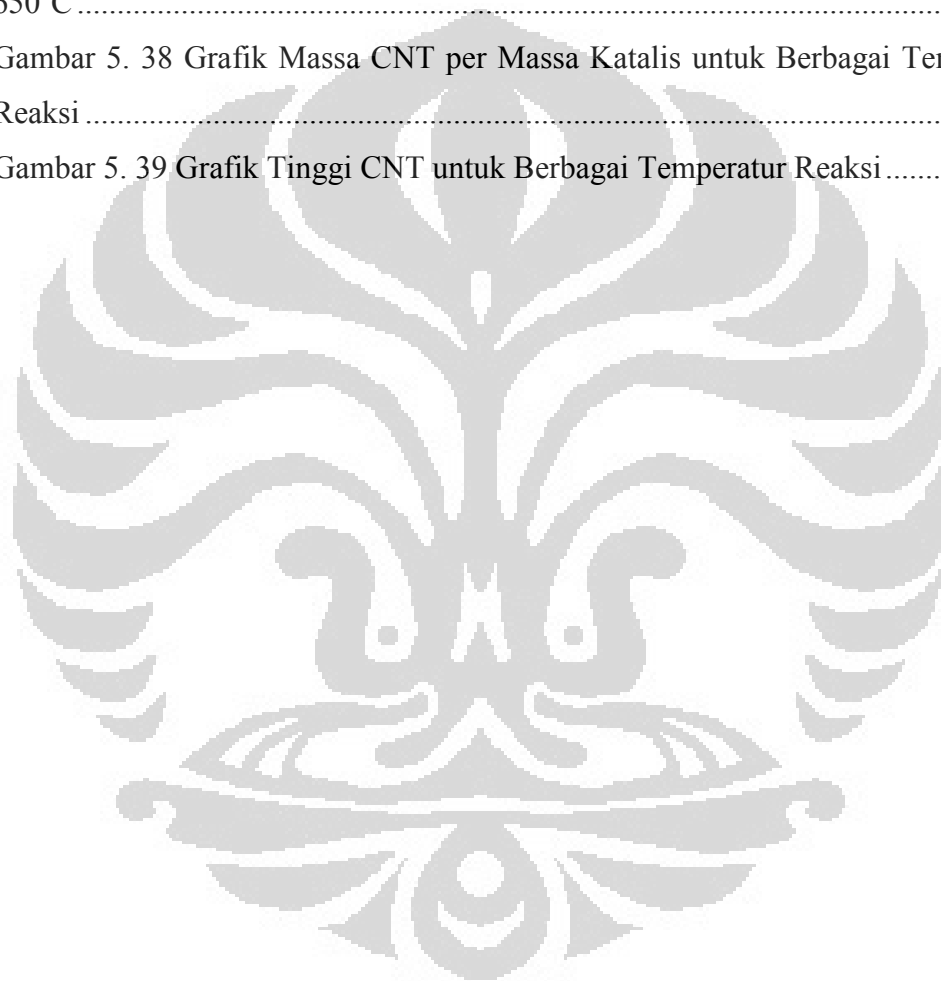 C...............................................................................................................................
Gambar 5. 38 Grafik Massa CNT per Massa Katalis untuk Berbagai
Reaksi...............................................................................................................................
Gambar 5. 39 Grafik Tinggi CNT untuk Berbagai Temperatur Reaksi.......